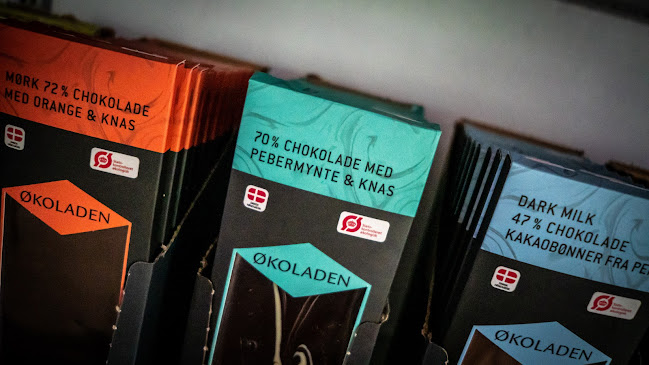 MØRK 72% CHOKOLADE
MED ORANGE & KNAS
ØKOLADEN
70% CHOKOLADE MED
PEBERMYNTE & KNAS
ØKOLADEN
DARK MILK
47% CHOKOLADE
KAKAOBØNNER FRA
ØKOLADEN